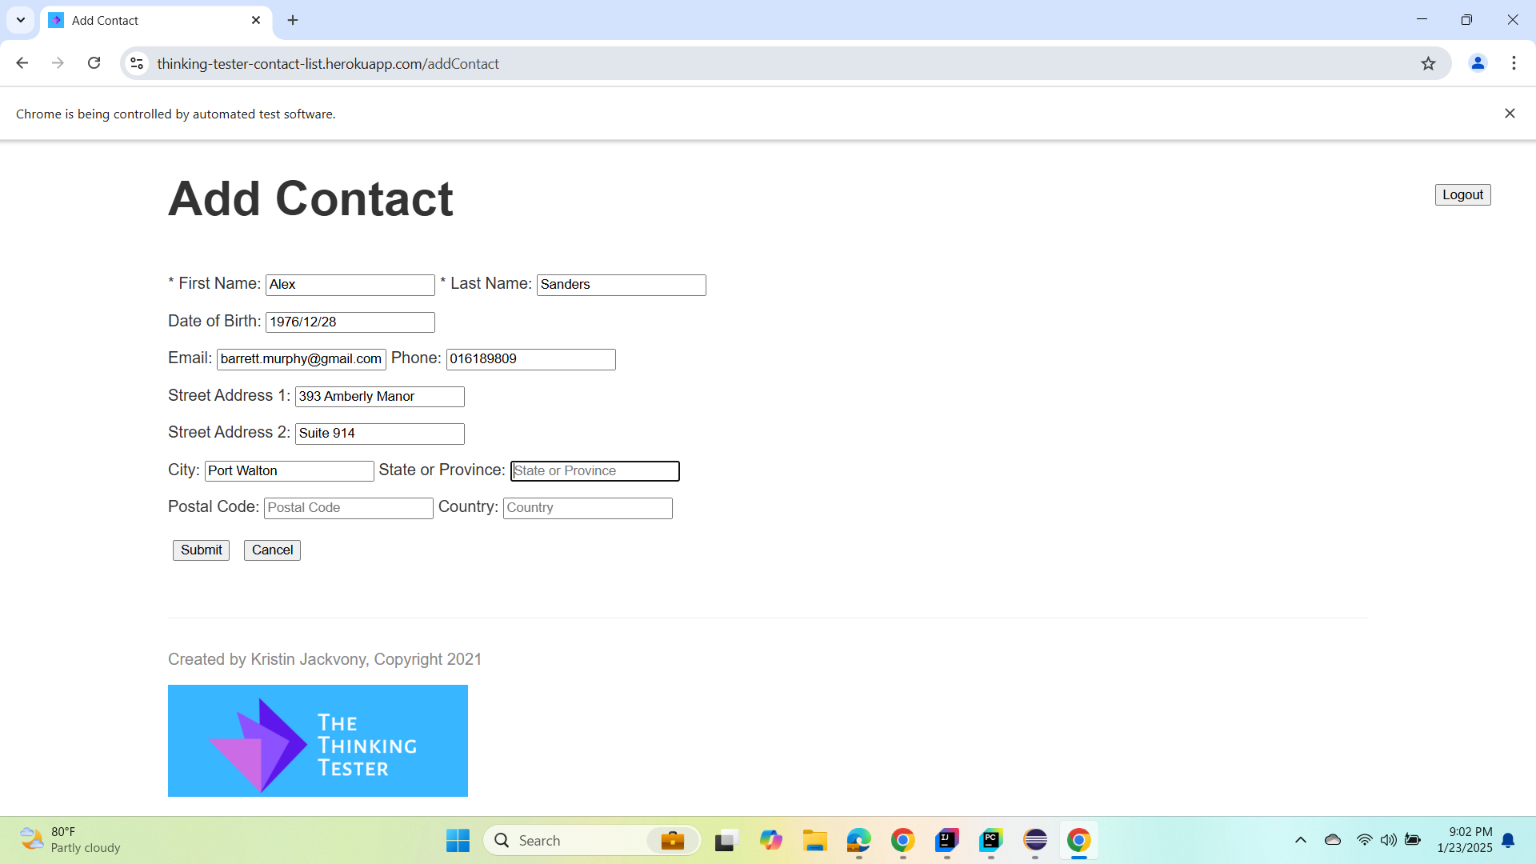 Add Contact
thinking-tester-contact-list.herokuapp.com/addContact
Chrome is being controlled by automated test software.
Add Contact
Logout
* First Name: Alex * Last Name: Sanders
Date of Birth: 1976/12/28
Email: barrett.murphy@gmail.com Phone: 016189809
Street Address 1: 393 Amberly Manor
Street Address 2: Suite 914
City: Port Walton State or Province: State or Province
Postal Code: Postal Code Country: Country
Submit Cancel
Created by Kristin Jackvony, Copyright 2021
THE
THINKING
TESTER
80°F
Partly cloudy
Search
IJ
PC
9:02 PM
1/23/2025